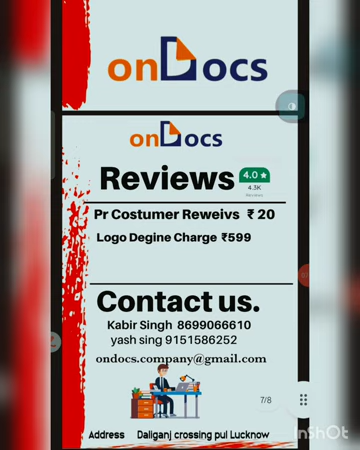 onDocs
onDocs
Reviews 4.0 ★
4.3K
Reviews
Pr Costumer Reweivs ₹ 20
Logo Degine Charge ₹599
Contact us.
Kabir Singh 8699066610
yash sing 9151586252
ondocs.company@gmail.com
7/8
InShOt
Address Daliganj crossing pul Lucknow